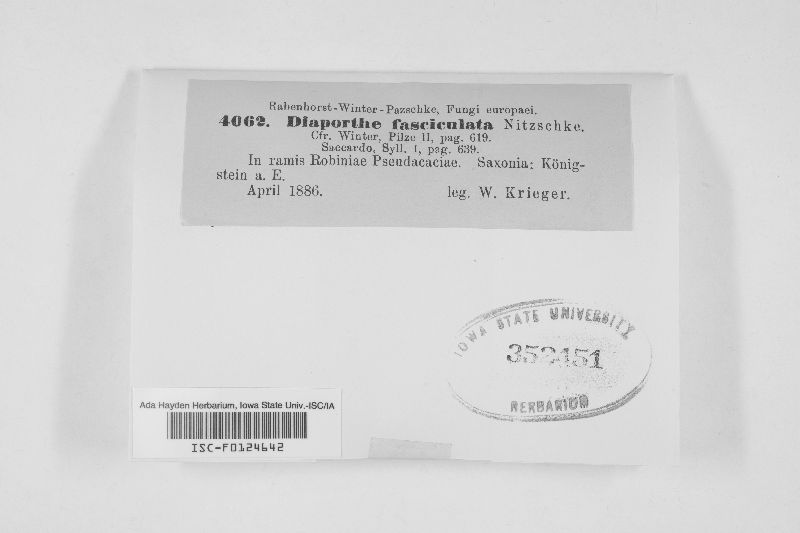 Rabenhorst-Winter-Pazschke, Fungi europaei.
4062. Diaporthe fasciculata Nitzschke.
Cfr. Winter, Pilze II, pag. 619.
Saccardo, Syll. I, pag. 639.
In ramis Robiniae Pseudacaciae. Saxonia: König-
stein a. E.
April 1886. leg. W. Krieger.
IOWA STATE UNIVERSITY
352451
HERBARIUM
Ada Hayden Herbarium, Iowa State Univ.-ISC/IA
ISC-F0124642